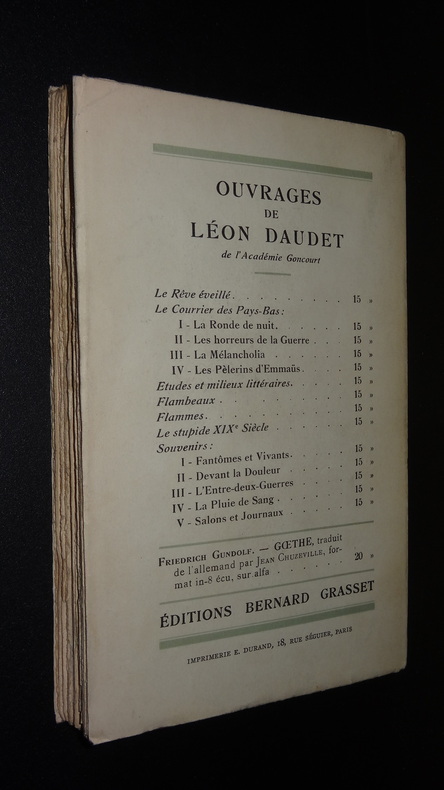 OUVRAGES
DE
LÉON DAUDET
de l'Académie Goncourt
Le Rêve éveillé. . . . . . . . . 15 »
Le Courrier des Pays-Bas :
I - La Ronde de nuit. . . . . . 15 »
II - Les horreurs de la Guerre . . . 15 »
III - La Mélancholia . . . . . . 15 »
IV - Les Pèlerins d'Emmaüs . . . . 15 »
Etudes et milieux littéraires. . . . . . 15 »
Flambeaux . . . . . . . . . . 15 »
Flammes. . . . . . . . . . . 15 »
Le stupide XIXe Siècle . . . . . . . 15 »
Souvenirs :
I - Fantômes et Vivants. . . . . 15 »
II - Devant la Douleur . . . . . 15 »
III - L'Entre-deux-Guerres . . . . 15 »
IV - La Pluie de Sang . . . . . . 15 »
V - Salons et Journaux . . . . . 15 »
FRIEDRICH GUNDOLF. — GŒTHE, traduit
de l'allemand par JEAN CHUZEVILLE, for-
mat in-8 écu, sur alfa . . . . . . 20 »
ÉDITIONS BERNARD GRASSET
IMPRIMERIE E. DURAND, 18, RUE SÉGUIER, PARIS